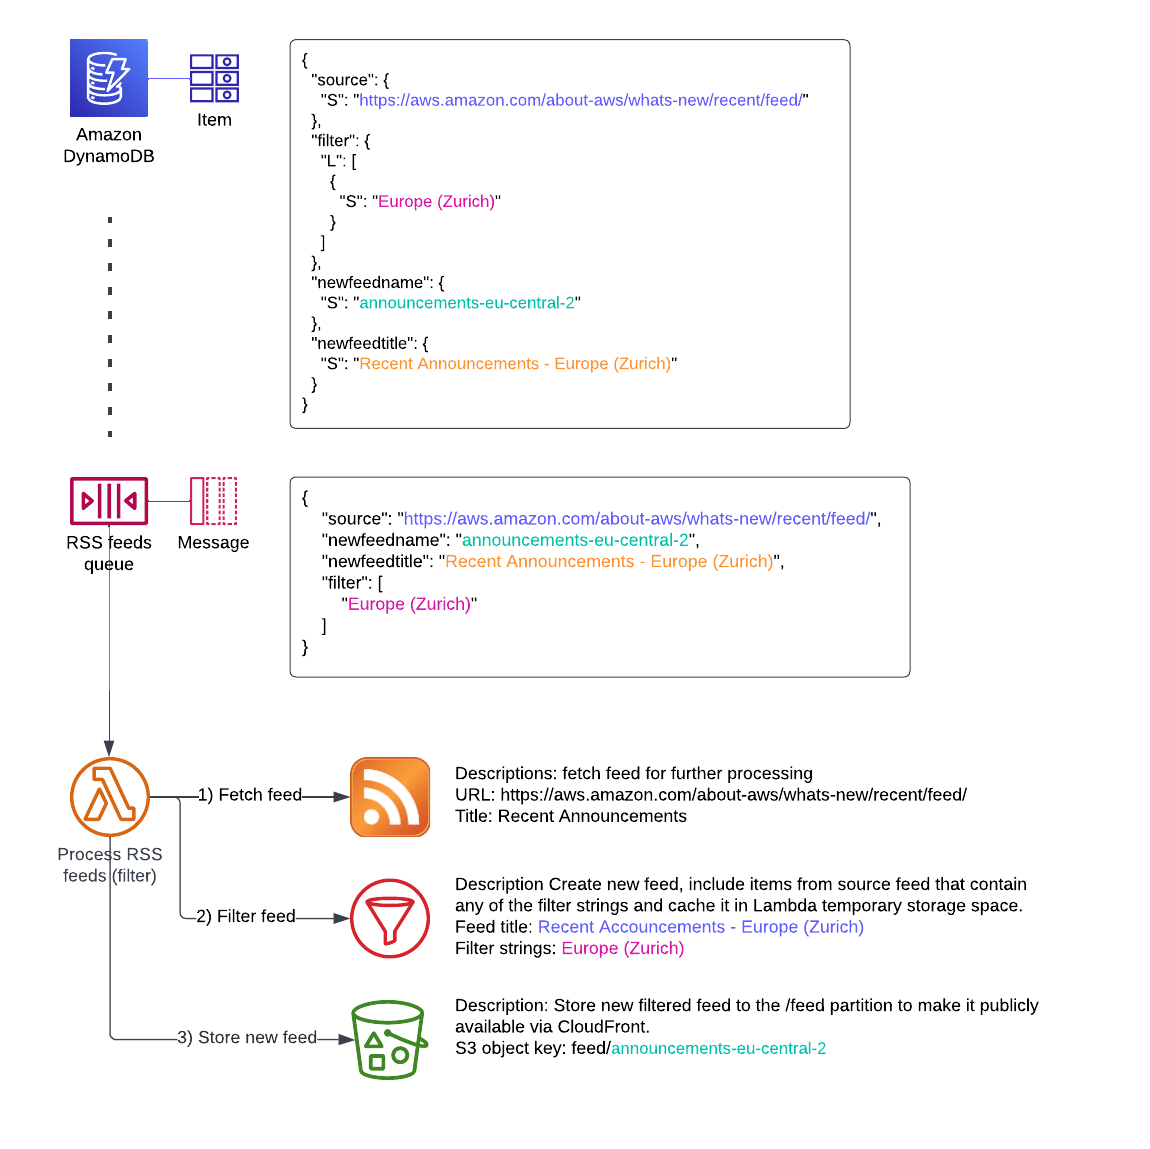 Amazon
DynamoDB
Item
{
"source": {
"S": "https://aws.amazon.com/about-aws/whats-new/recent/feed/"
},
"filter": {
"L": [
{
"S": "Europe (Zurich)"
}
]
},
"newfeedname": {
"S": "announcements-eu-central-2"
},
"newfeedtitle": {
"S": "Recent Announcements - Europe (Zurich)"
}
}
RSS feeds
queue
Message
{
"source": "https://aws.amazon.com/about-aws/whats-new/recent/feed/",
"newfeedname": "announcements-eu-central-2",
"newfeedtitle": "Recent Announcements - Europe (Zurich)",
"filter": [
"Europe (Zurich)"
]
}
Process RSS
feeds (filter)
1) Fetch feed
Descriptions: fetch feed for further processing
URL: https://aws.amazon.com/about-aws/whats-new/recent/feed/
Title: Recent Announcements
2) Filter feed
Description Create new feed, include items from source feed that contain
any of the filter strings and cache it in Lambda temporary storage space.
Feed title: Recent Accouncements - Europe (Zurich)
Filter strings: Europe (Zurich)
3) Store new feed
Description: Store new filtered feed to the /feed partition to make it publicly
available via CloudFront.
S3 object key: feed/announcements-eu-central-2